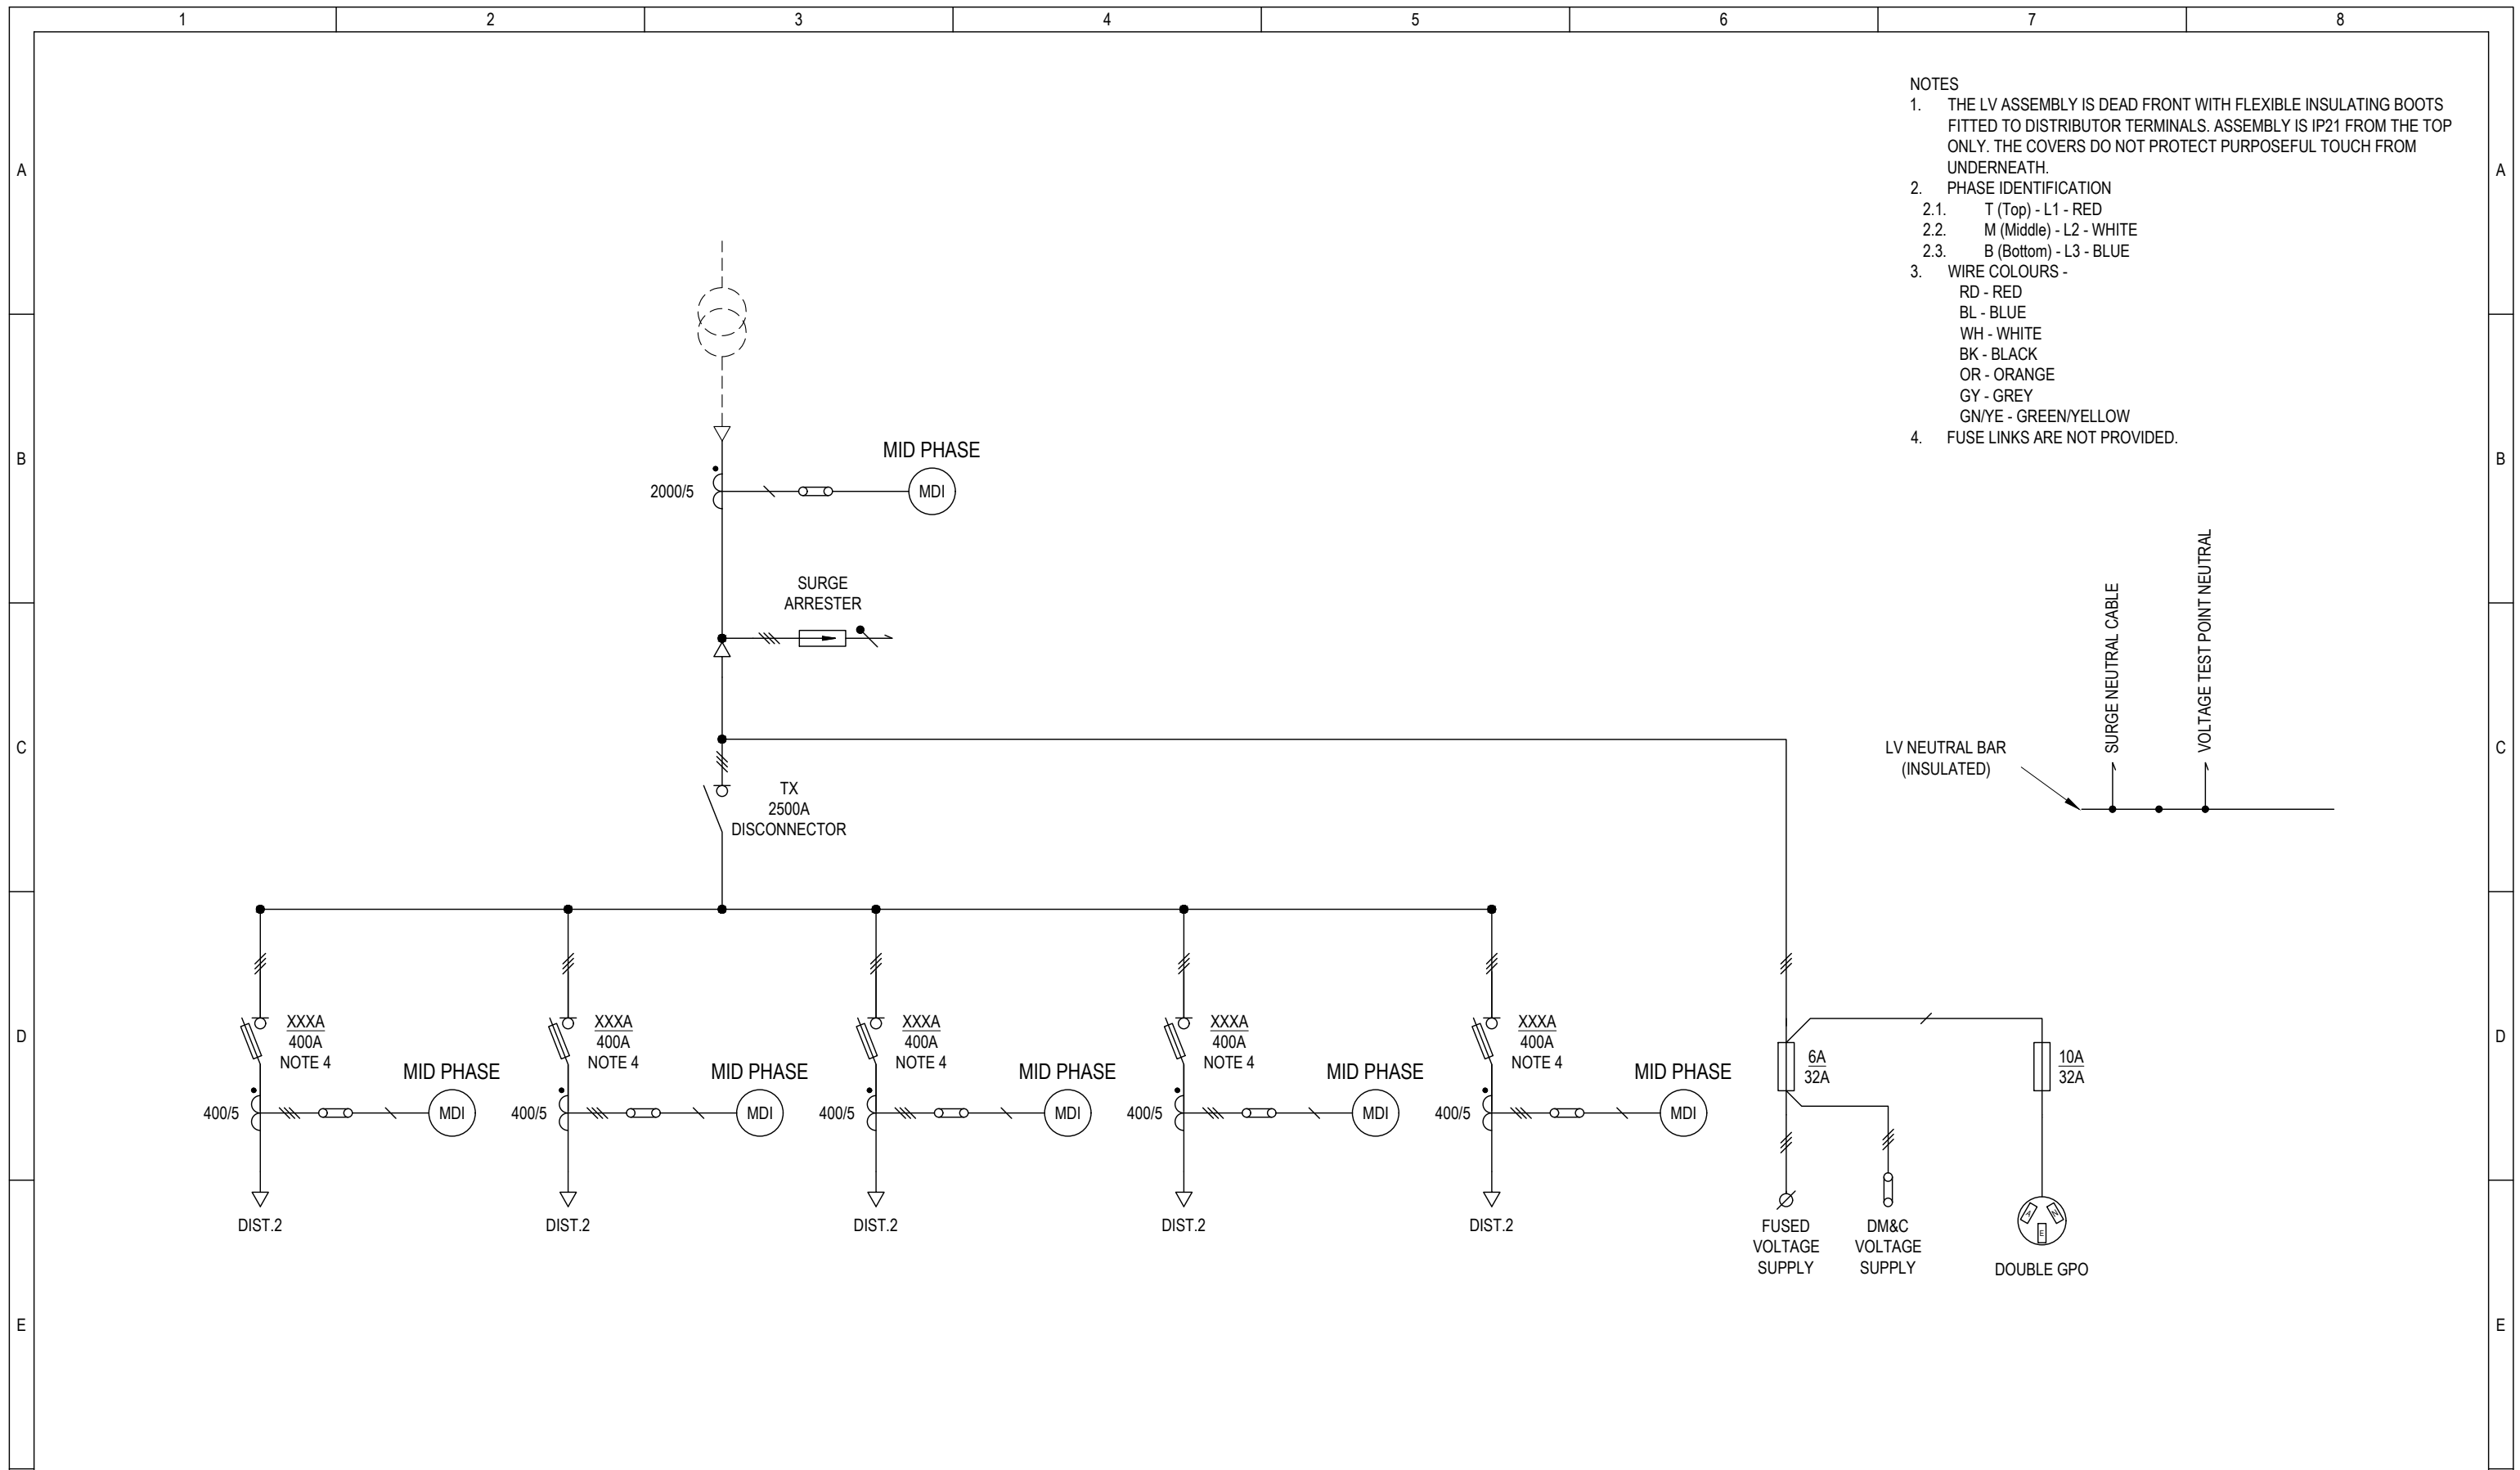 1 2 3 4 5 6 7 8
NOTES
1. THE LV ASSEMBLY IS DEAD FRONT WITH FLEXIBLE INSULATING BOOTS
FITTED TO DISTRIBUTOR TERMINALS. ASSEMBLY IS IP21 FROM THE TOP
ONLY. THE COVERS DO NOT PROTECT PURPOSEFUL TOUCH FROM
UNDERNEATH.
2. PHASE IDENTIFICATION
2.1. T (Top) - L1 - RED
2.2. M (Middle) - L2 - WHITE
2.3. B (Bottom) - L3 - BLUE
3. WIRE COLOURS -
RD - RED
BL - BLUE
WH - WHITE
BK - BLACK
OR - ORANGE
GY - GREY
GN/YE - GREEN/YELLOW
4. FUSE LINKS ARE NOT PROVIDED.
A A
B B
MID PHASE
2000/5 MDI
SURGE
ARRESTER
SURGE NEUTRAL CABLE
VOLTAGE TEST POINT NEUTRAL
C C
LV NEUTRAL BAR
(INSULATED)
TX
2500A
DISCONNECTOR
D D
XXXA XXXA XXXA XXXA XXXA
400A 400A 400A 400A 400A
NOTE 4 NOTE 4 NOTE 4 NOTE 4 NOTE 4
6A 10A
32A 32A
MID PHASE MID PHASE MID PHASE MID PHASE MID PHASE
400/5 MDI 400/5 MDI 400/5 MDI 400/5 MDI 400/5 MDI
DIST.2 DIST.2 DIST.2 DIST.2 DIST.2
A N
E
FUSED
VOLTAGE
SUPPLY
DM&C
VOLTAGE
SUPPLY
DOUBLE GPO
E E